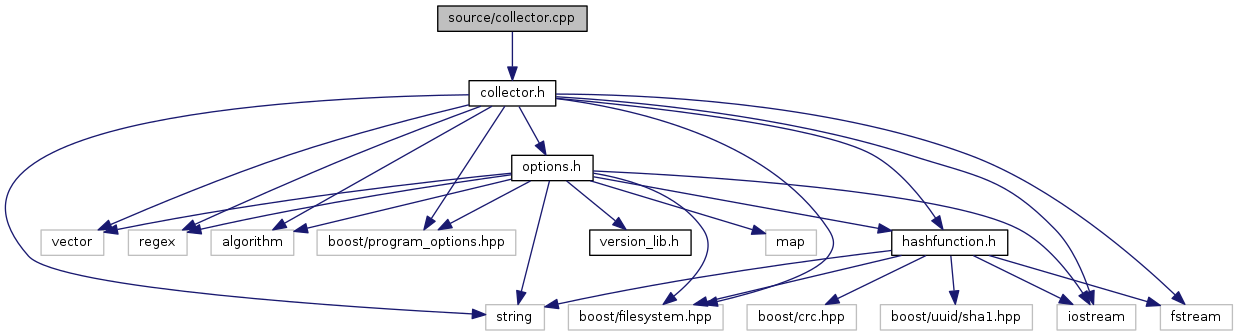 source/collector.cpp
collector.h
options.h
vector
regex
algorithm
boost/program_options.hpp
version_lib.h
map
hashfunction.h
string
boost/filesystem.hpp
boost/crc.hpp
boost/uuid/sha1.hpp
iostream
fstream